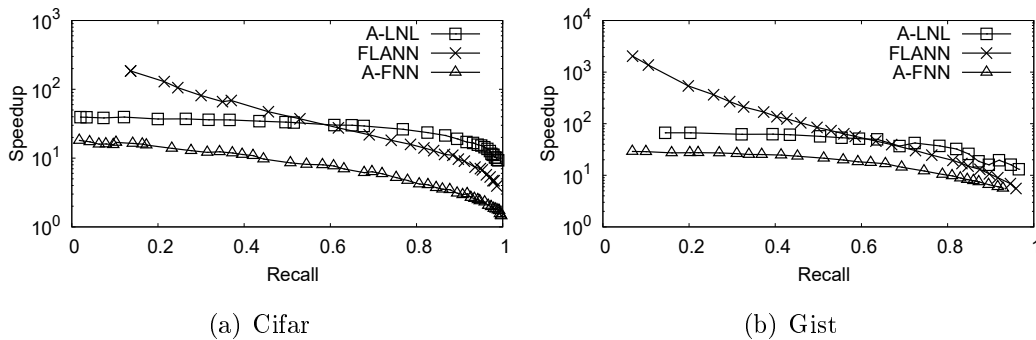 10^3
10^2
10^1
10^0
Speedup
0
0.2
0.4
0.6
0.8
1
Recall
A-LNL
FLANN
A-FNN
(a) Cifar
10^4
10^3
10^2
10^1
10^0
Speedup
0
0.2
0.4
0.6
0.8
1
Recall
A-LNL
FLANN
A-FNN
(b) Gist